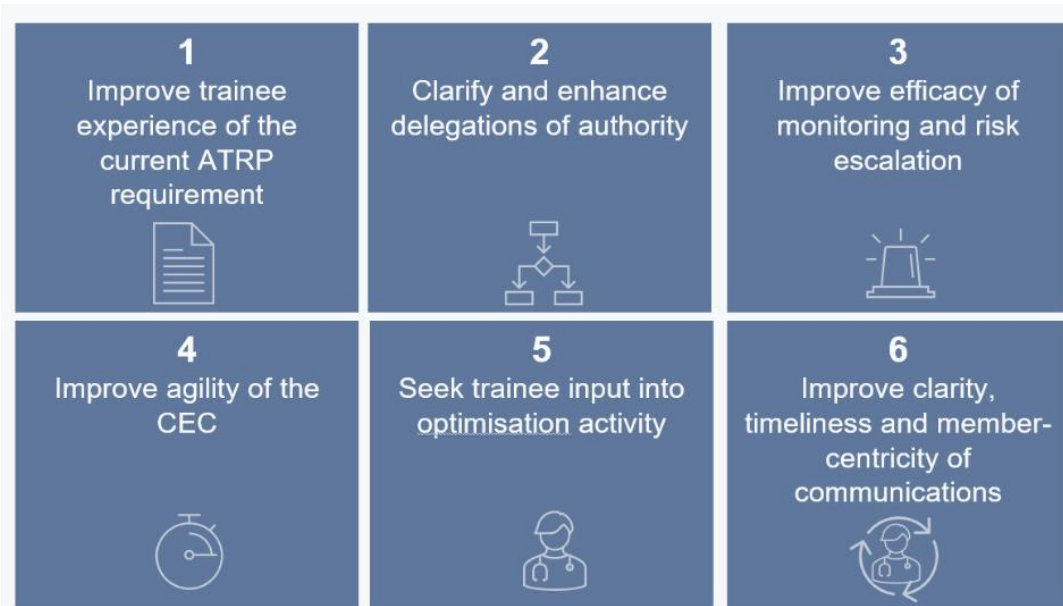 1
Improve trainee
experience of the
current ATRP
requirement
2
Clarify and enhance
delegations of authority
3
Improve efficacy of
monitoring and risk
escalation
4
Improve agility of the
CEC
5
Seek trainee input into
optimisation activity
6
Improve clarity,
timeliness and member-
centricity of
communications